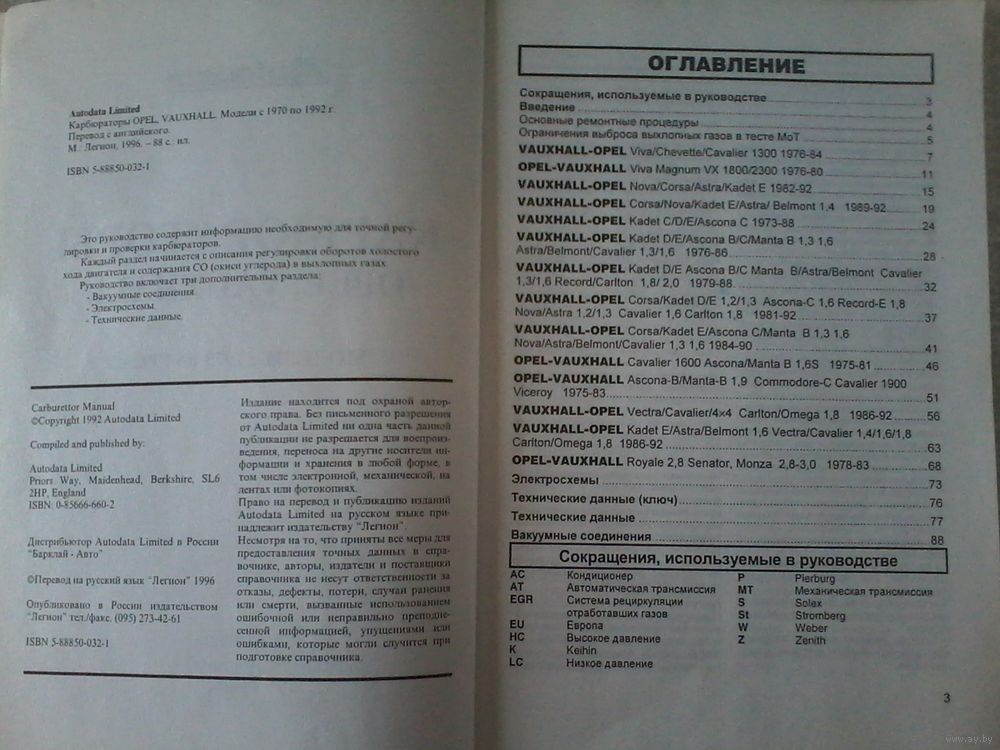 Autodata Limited
Карбюраторы OPEL, VAUXHALL. Модели с 1970 по 1992 г.
Перевод с английского.
М.: Легион, 1996. – 88 с. ил.
ISBN 5-88850-032-1
Это руководство содержит информацию необходимую для точной регу-
лировки и проверки карбюраторов.
Каждый раздел начинается с описания регулировки оборотов холостого
хода двигателя и содержания СО (окиси углерода) в выхлопных газах.
Руководство включает три дополнительных раздела:
- Вакуумные соединения
- Электросхемы
- Технические данные
Carburettor Manual
©Copyright 1992 Autodata Limited
Compiled and published by:
Autodata Limited
Priors Way, Maidenhead, Berkshire, SL6
2HP, England
ISBN: 0-85666-660-2
Дистрибьютор Autodata Limited в России
"Барклай - Авто"
©Перевод на русский язык "Легион" 1996
Опубликовано в России издательством
"Легион" тел./факс. (095) 273-42-61
ISBN 5-88850-032-1
Издание находится под охраной автор-
ского права. Без письменного разрешения
от Autodata Limited ни одна часть данной
публикации не разрешается для воспроиз-
ведения, переноса на другие носители ин-
формации и хранения в любой форме, в
том числе электронной, механической, на
лентах или фотокопиях.
Право на перевод и публикацию изданий
Autodata Limited на русском языке при-
надлежит издательству "Легион".
Несмотря на то, что приняты все меры для
предоставления точных данных в спра-
вочнике, авторы, издатели и поставщики
справочника не несут ответственности за
отказы, дефекты, потери, случаи ранения
или смерти, вызванные использованием
ошибочной или неправильно преподне-
сенной информацией, упущениями или
ошибками, которые могли случится при
подготовке справочника.
ОГЛАВЛЕНИЕ
Сокращения, используемые в руководстве 3
Введение 4
Основные ремонтные процедуры 4
Ограничения выброса выхлопных газов в тесте МоТ 5
VAUXHALL-OPEL Viva/Chevette/Cavalier 1300 1976-84 7
OPEL-VAUXHALL Viva Magnum VX 1800/2300 1976-80 11
VAUXHALL-OPEL Nova/Corsa/Astra/Kadet E 1982-92 15
VAUXHALL-OPEL Corsa/Nova/Kadet E/Astra/ Belmont 1,4 1989-92 19
VAUXHALL-OPEL Kadet C/D/E/Ascona C 1973-88 24
VAUXHALL-OPEL Kadet D/E/Ascona B/C/Manta B 1,3 1,6
Astra/Belmont/Cavalier 1,3/1,6 1976-86 28
VAUXHALL-OPEL Kadet D/E Ascona B/C Manta B/Astra/Belmont Cavalier
1,3/1,6 Record/Carlton 1,8/ 2,0 1979-88 32
VAUXHALL-OPEL Corsa/Kadet D/E 1,2/1,3 Ascona-C 1,6 Record-E 1,8
Nova/Astra 1,2/1,3 Cavalier 1,6 Carlton 1,8 1981-92 37
VAUXHALL-OPEL Corsa/Kadet E/Ascona C/Manta B 1,3 1,6
Nova/Astra/Belmont/Cavalier 1,3 1,6 1984-90 41
OPEL-VAUXHALL Cavalier 1600 Ascona/Manta B 1,6S 1975-81 46
OPEL-VAUXHALL Ascona-B/Manta-B 1,9 Commodore-C Cavalier 1900
Viceroy 1975-83 51
VAUXHALL-OPEL Vectra/Cavalier/4×4 Carlton/Omega 1,8 1986-92 56
VAUXHALL-OPEL Kadet E/Astra/Belmont 1,6 Vectra/Cavalier 1,4/1,6/1,8
Carlton/Omega 1,8 1986-92 63
OPEL-VAUXHALL Royale 2,8 Senator, Monza 2,8-3,0 1978-83 68
Электросхемы 73
Технические данные (ключ) 76
Технические данные 77
Вакуумные соединения 88
Сокращения, используемые в руководстве
AC Кондиционер
AT Автоматическая трансмиссия
EGR Система рециркуляции
отработавших газов
EU Европа
HC Высокое давление
K Keihin
LC Низкое давление
P Pierburg
MT Механическая трансмиссия
S Solex
St Stromberg
W Weber
Z Zenith
3
www.ay.by